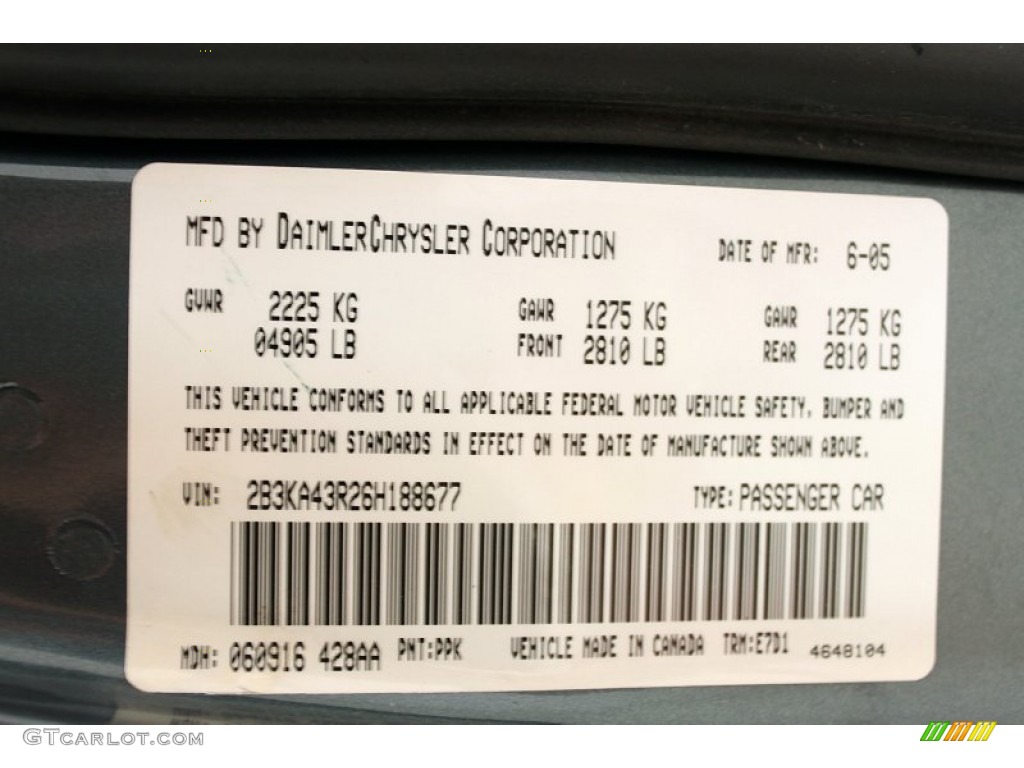 MFD BY DAIMLERCHRYSLER CORPORATION DATE OF MFR: 6-05
GVWR 2225 KG GAWR 1275 KG GAWR 1275 KG
04905 LB FRONT 2810 LB REAR 2810 LB
THIS VEHICLE CONFORMS TO ALL APPLICABLE FEDERAL MOTOR VEHICLE SAFETY, BUMPER AND
THEFT PREVENTION STANDARDS IN EFFECT ON THE DATE OF MANUFACTURE SHOWN ABOVE.
VIN: 2B3KA43R26H188677 TYPE: PASSENGER CAR
MDH: 060916 428AA PNT:PPK VEHICLE MADE IN CANADA TRM:E7D1 4648104
GTCARLOT.COM